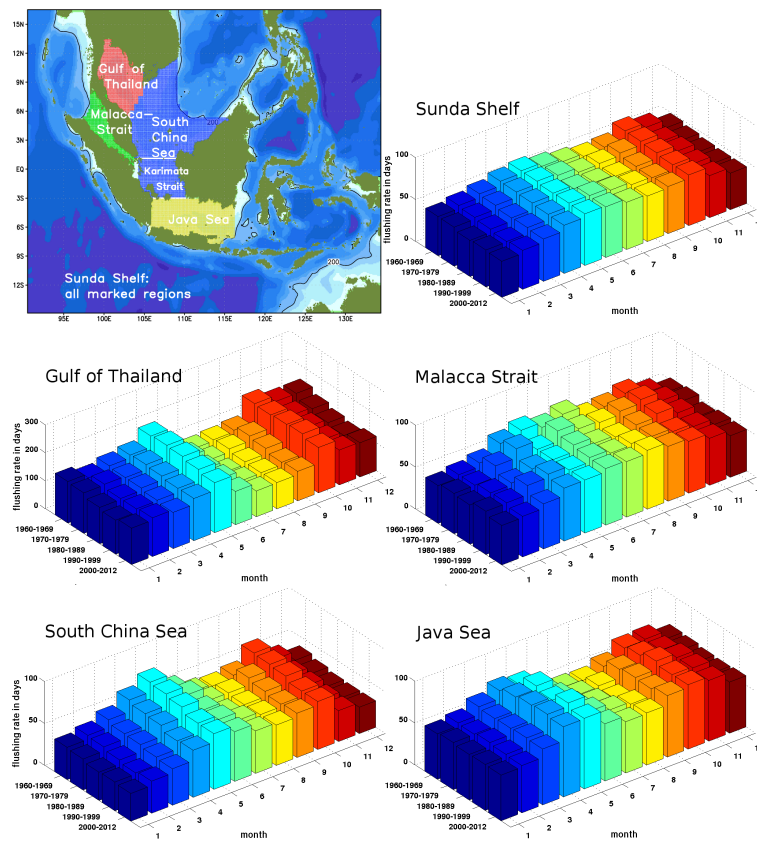 15N
12N
9N
6N
3N
EQ
3S
6S
9S
12S
95E
100E
105E
110E
115E
120E
125E
130E
Gulf of
Thailand
Malacca-
Strait
South
China
Sea
200
Karimata
Strait
Java Sea
200
Sunda Shelf:
all marked regions
Sunda Shelf
flushing rate in days
100
50
0
1960-1969
1970-1979
1980-1989
1990-1999
2000-2012
1
2
3
4
5
6
7
8
9
10
11
month
Gulf of Thailand
flushing rate in days
300
200
100
0
1960-1969
1970-1979
1980-1989
1990-1999
2000-2012
1
2
3
4
5
6
7
8
9
10
11
12
month
Malacca Strait
100
50
0
1960-1969
1970-1979
1980-1989
1990-1999
2000-2012
1
2
3
4
5
6
7
8
9
10
11
month
South China Sea
flushing rate in days
100
50
0
1960-1969
1970-1979
1980-1989
1990-1999
2000-2012
1
2
3
4
5
6
7
8
9
10
11
12
month
Java Sea
100
50
0
1960-1969
1970-1979
1980-1989
1990-1999
2000-2012
1
2
3
4
5
6
7
8
9
10
11
month